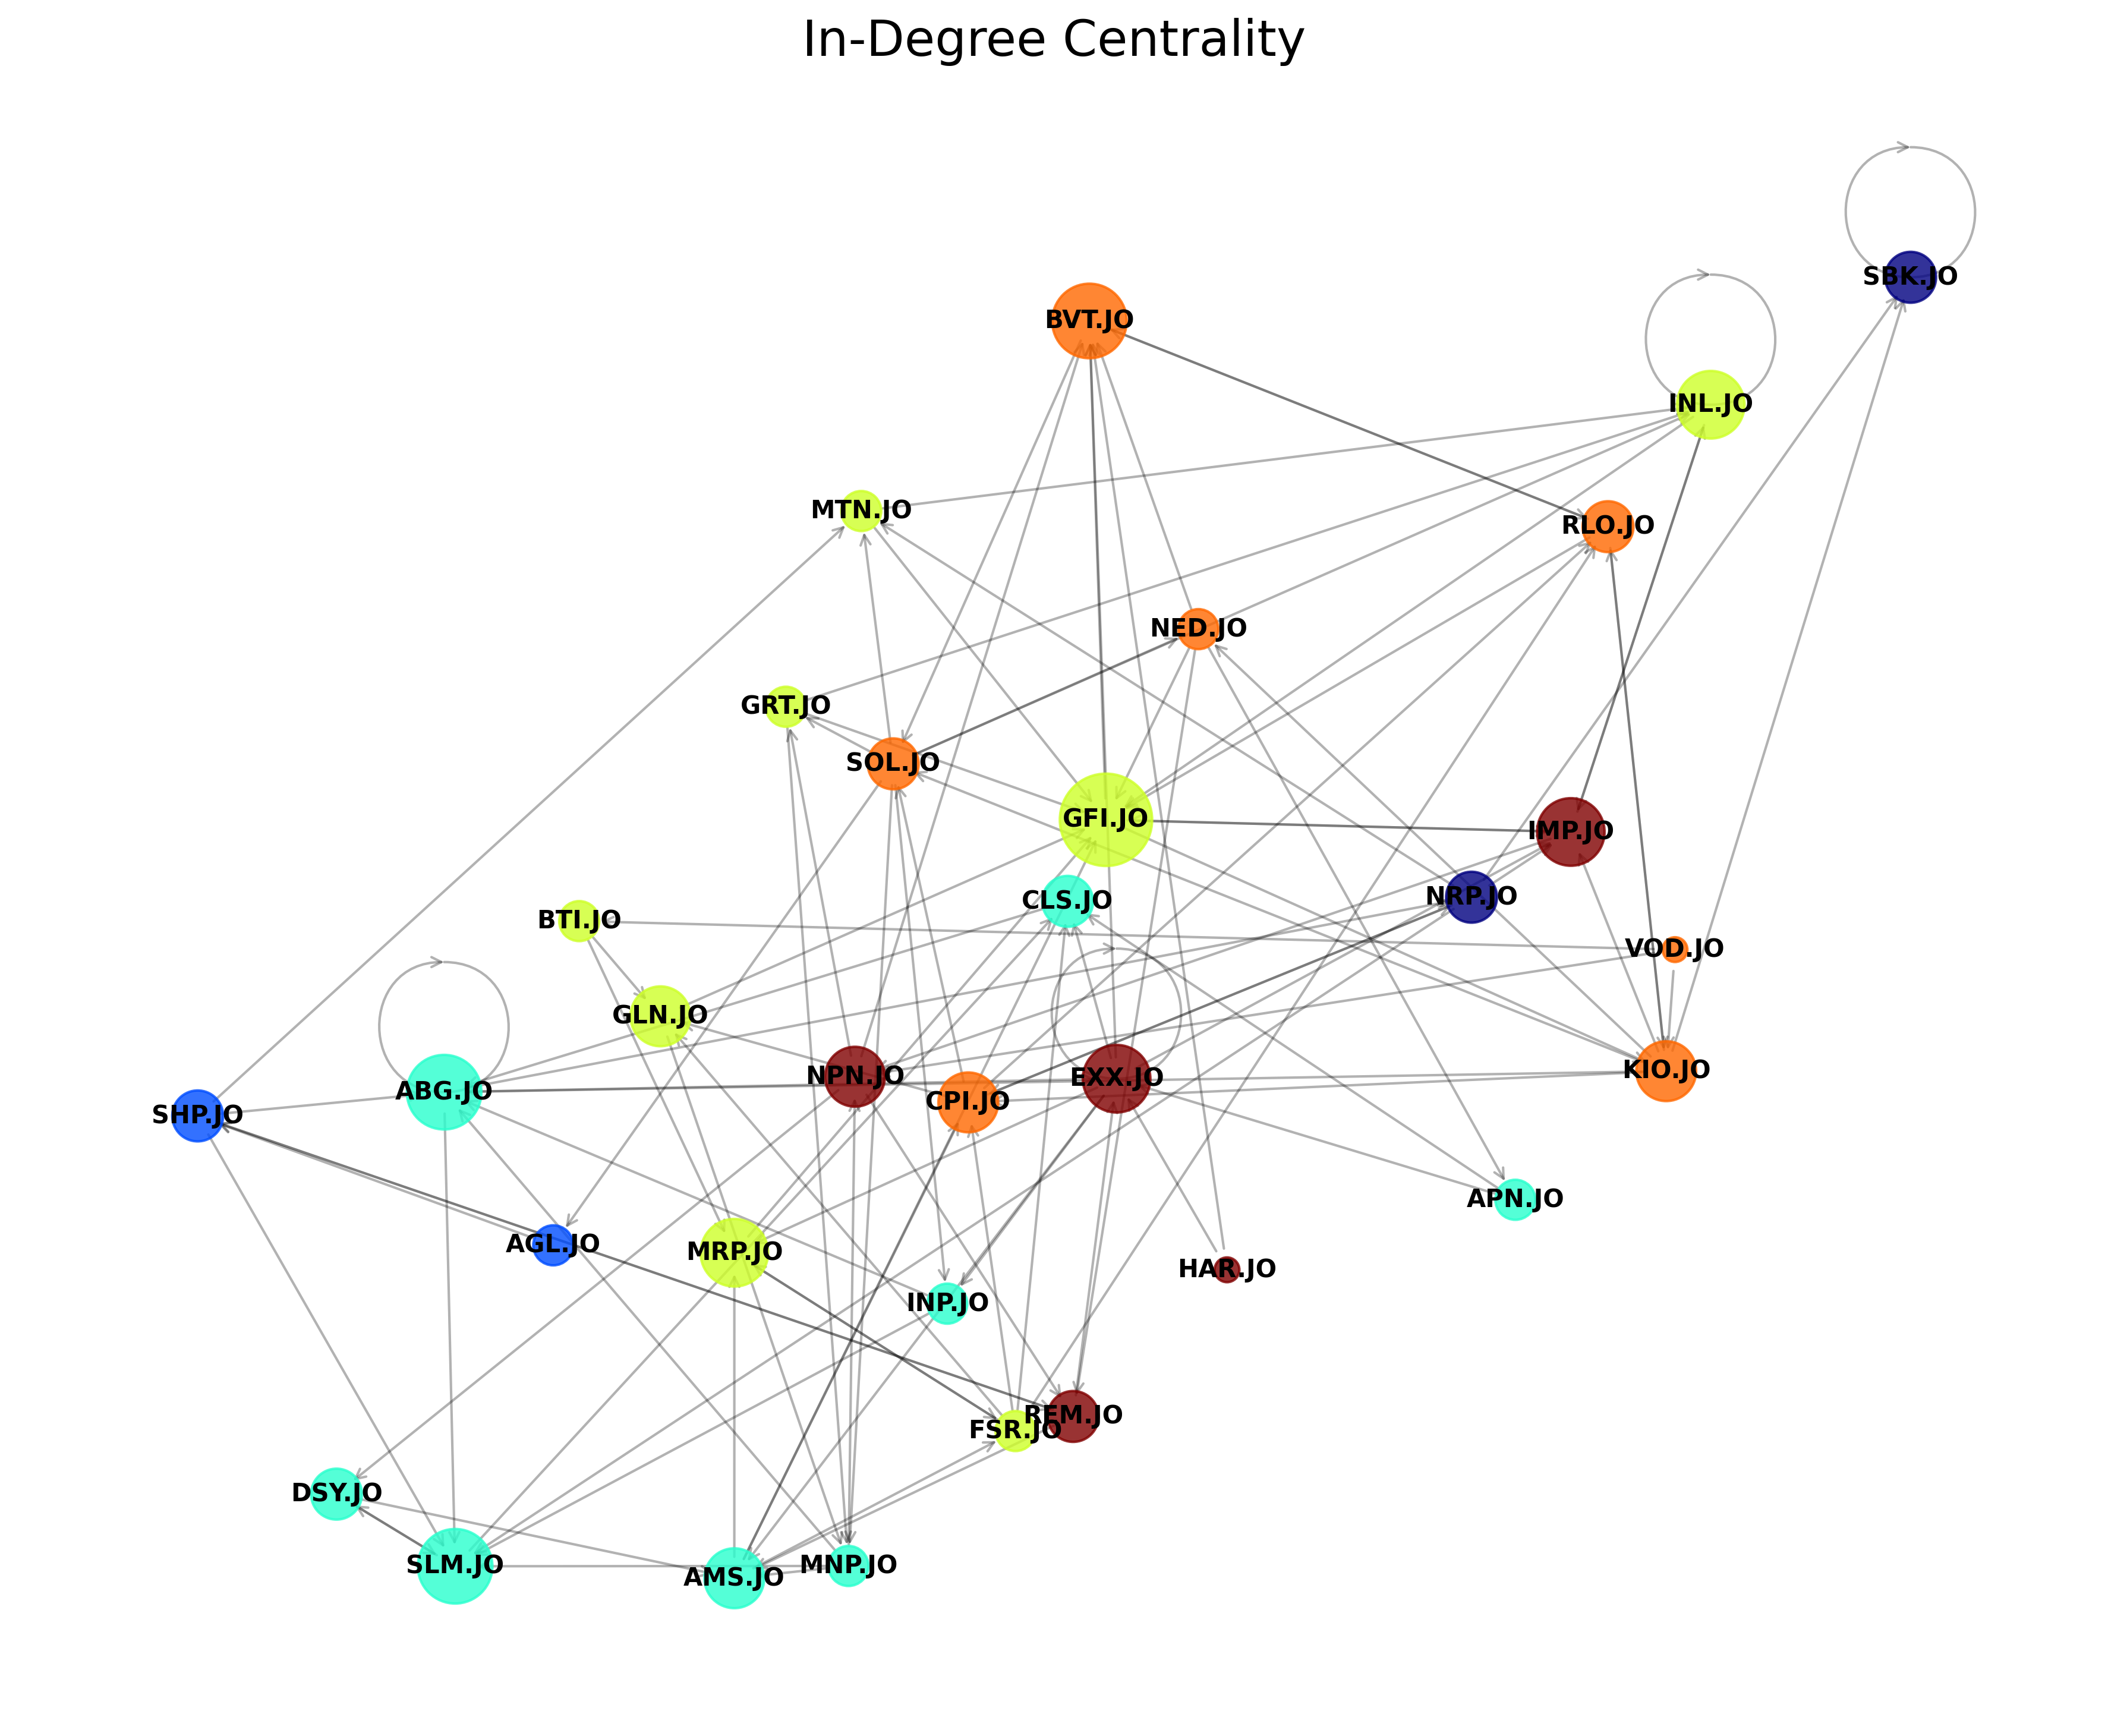 In-Degree Centrality
SBK.JO
BVT.JO
INL.JO
MTN.JO
RLO.JO
NED.JO
GRT.JO
SOL.JO
GFI.JO
IMP.JO
CLS.JO
NRP.JO
BTI.JO
VOD.JO
GLN.JO
NPN.JO
EXX.JO
KIO.JO
ABG.JO
CPI.JO
SHP.JO
APN.JO
AGL.JO
MRP.JO
HAR.JO
INP.JO
REM.JO
FSR.JO
DSY.JO
SLM.JO
AMS.JO
MNP.JO